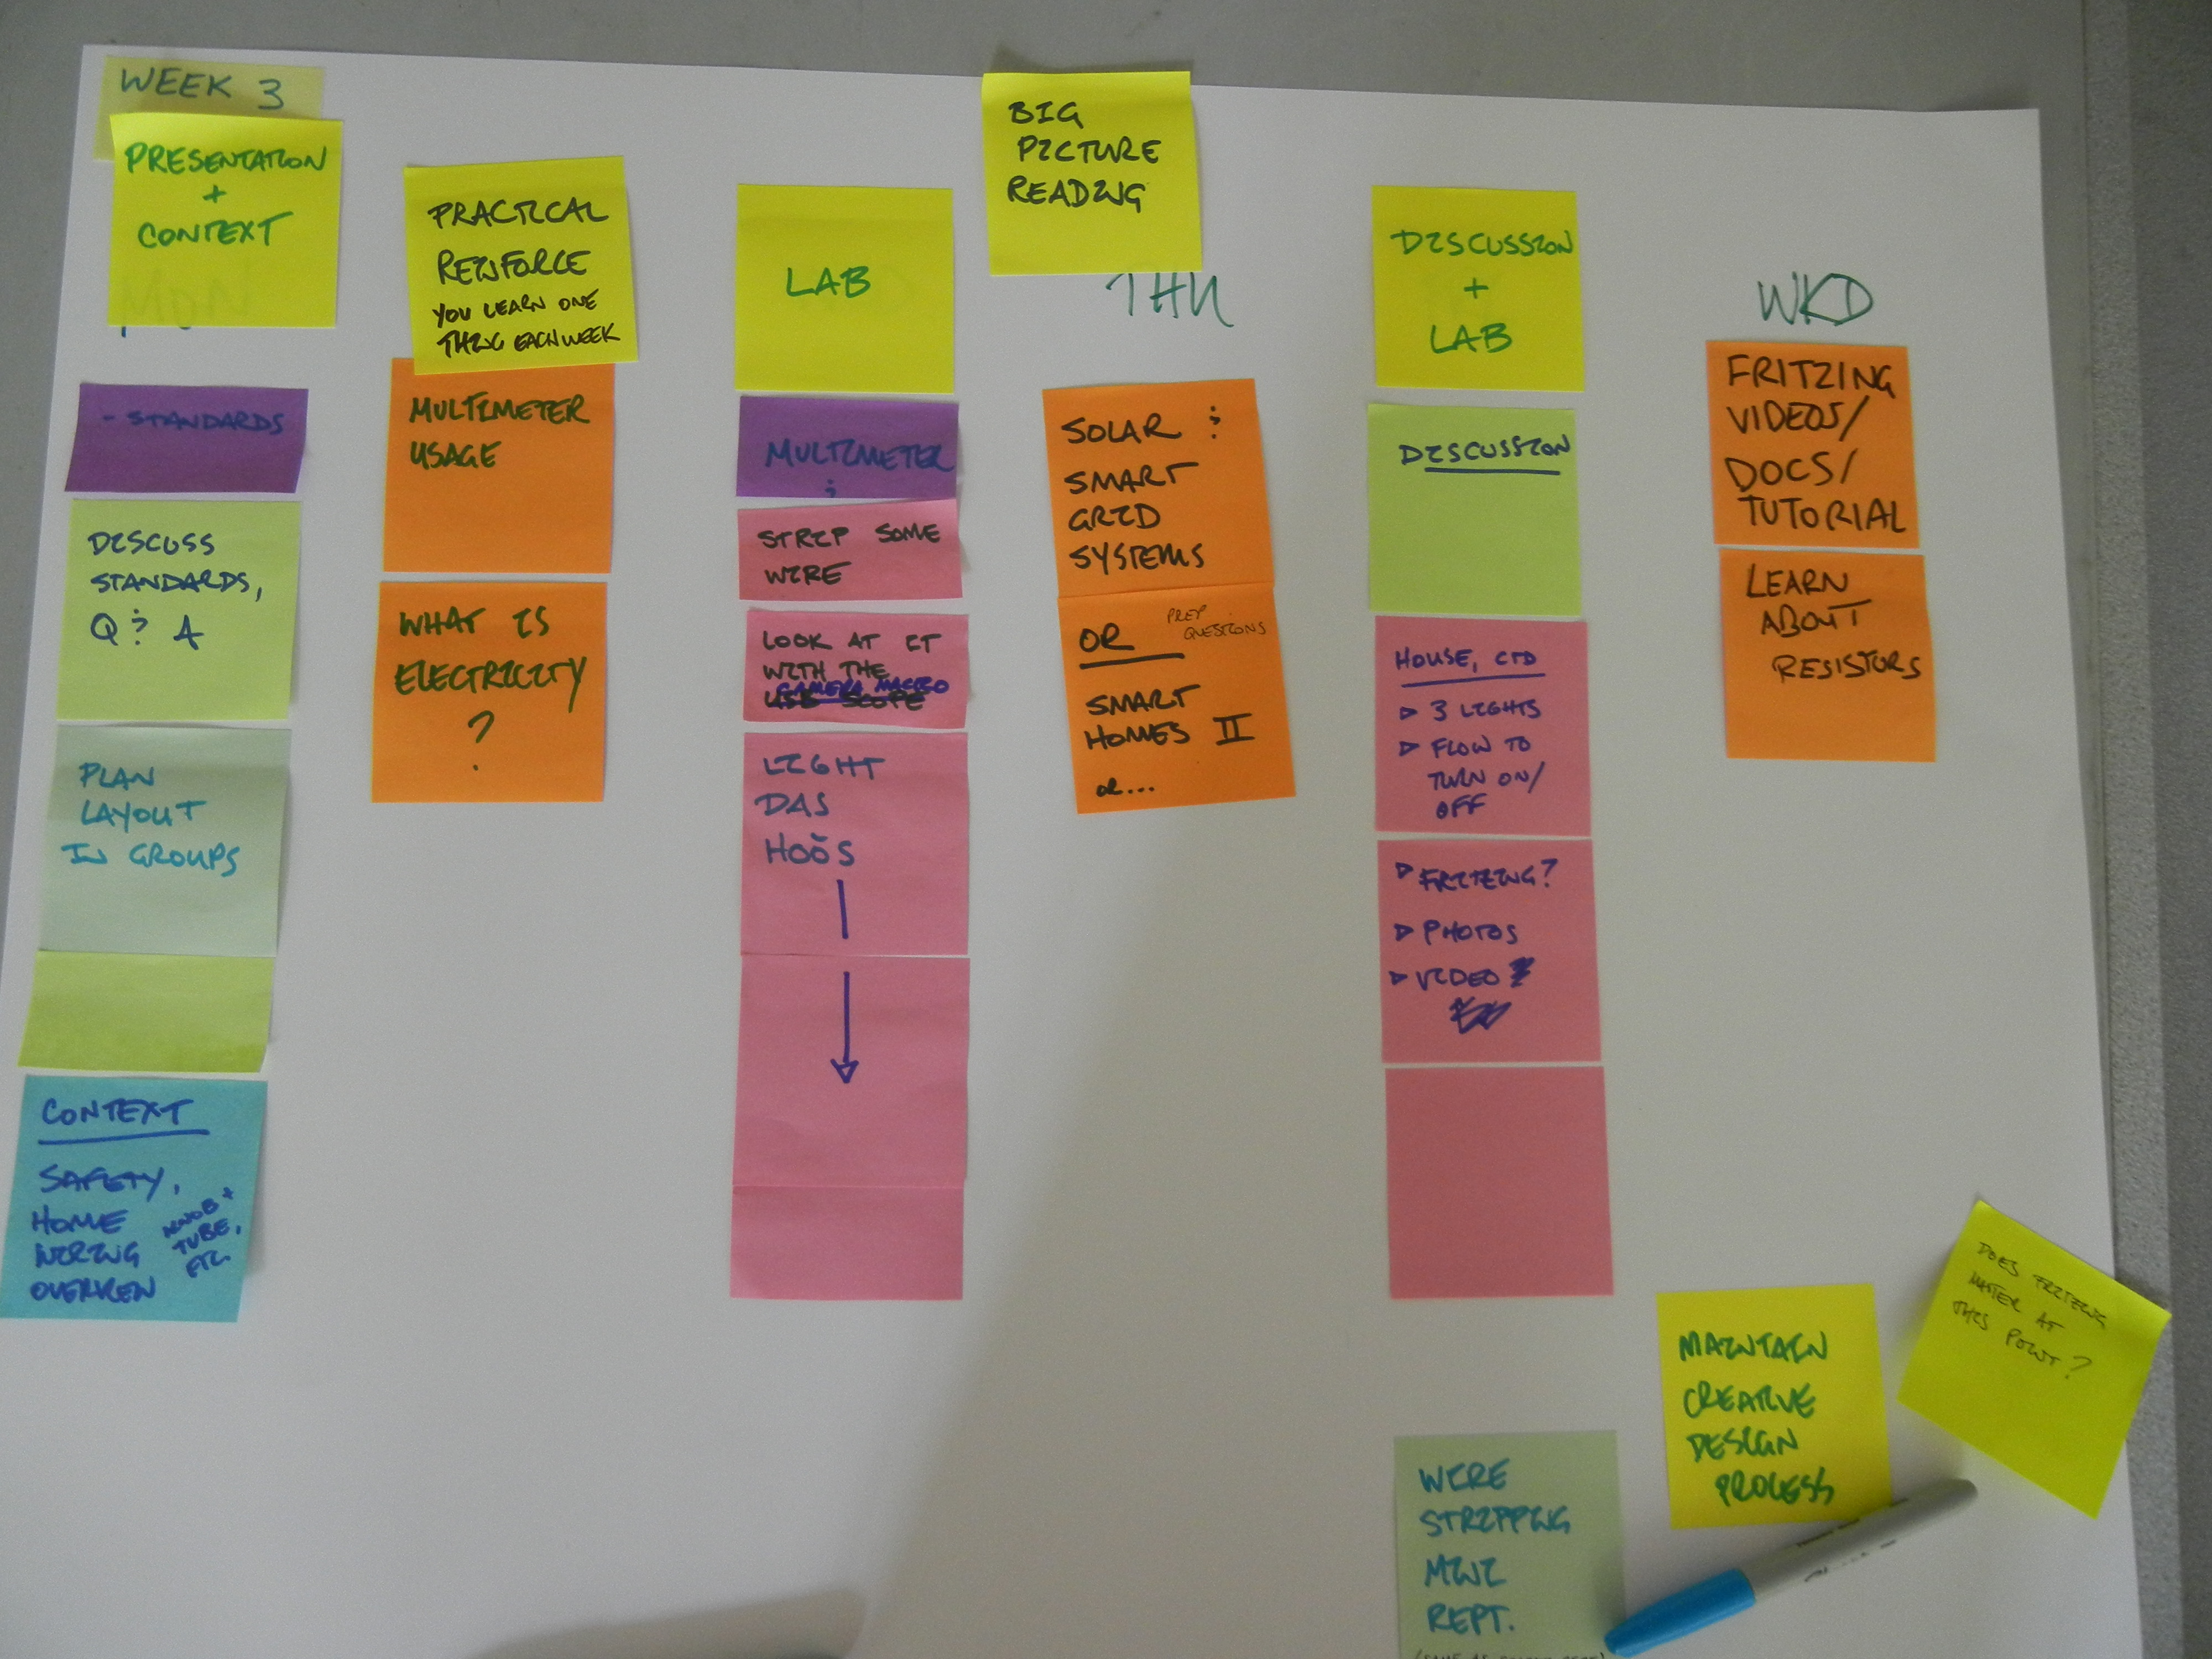 WEEK 3
PRESENTATION
+
CONTEXT
- STANDARDS
DISCUSS
STANDARDS,
Q & A
PLAN
LAYOUT
IN GROUPS
CONTEXT
SAFETY,
HOME
WIRING
OVERVIEW
KNOB +
TUBE,
ETC.
PRACTICAL
REINFORCE
YOU LEARN ONE
THING EACH WEEK
MULTIMETER
USAGE
WHAT IS
ELECTRICITY
?
LAB
MULTIMETER
&
STRIP SOME
WIRE
LOOK AT IT
WITH THE
CAMERA MACRO
USB SCOPE
LIGHT
DAS
HOŎS
BIG
PICTURE
READING
THU
SOLAR &
SMART
GRID
SYSTEMS
OR
PREP
QUESTIONS
SMART
HOMES II
OR...
DISCUSSION
+
LAB
DISCUSSION
HOUSE, CTD
▷ 3 LIGHTS
▷ FLOW TO
TURN ON/
OFF
▷ FRITZING?
▷ PHOTOS
▷ VIDEO
WIRE
STRIPPING
MINI
REPT.
WKD
FRITZING
VIDEOS/
DOCS/
TUTORIAL
LEARN
ABOUT
RESISTORS
MAINTAIN
CREATIVE
DESIGN
PROCESS
DOES FRITZING
MATTER AT
THIS POINT?